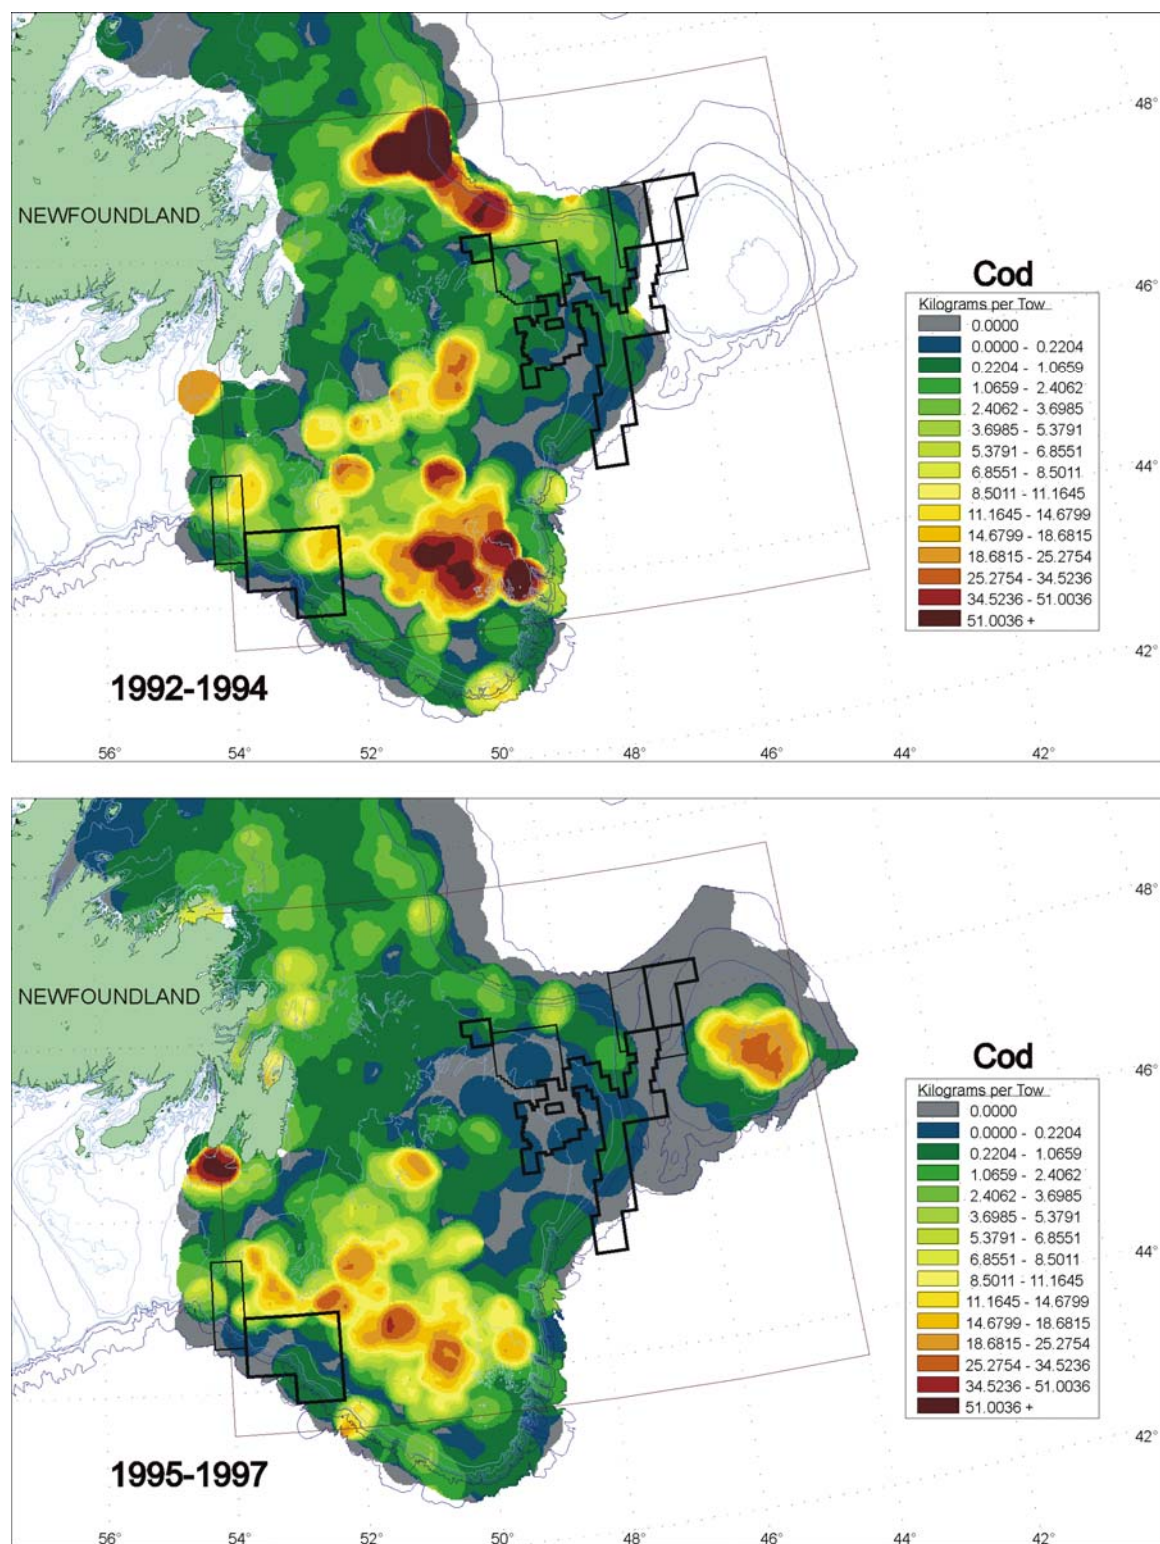 NEWFOUNDLAND
48°
46°
44°
42°
Cod
Kilograms per Tow
0.0000
0.0000 - 0.2204
0.2204 - 1.0659
1.0659 - 2.4062
2.4062 - 3.6985
3.6985 - 5.3791
5.3791 - 6.8551
6.8551 - 8.5011
8.5011 - 11.1645
11.1645 - 14.6799
14.6799 - 18.6815
18.6815 - 25.2754
25.2754 - 34.5236
34.5236 - 51.0036
51.0036 +
1992-1994
56° 54° 52° 50° 48° 46° 44° 42°
NEWFOUNDLAND
48°
46°
44°
42°
Cod
Kilograms per Tow
0.0000
0.0000 - 0.2204
0.2204 - 1.0659
1.0659 - 2.4062
2.4062 - 3.6985
3.6985 - 5.3791
5.3791 - 6.8551
6.8551 - 8.5011
8.5011 - 11.1645
11.1645 - 14.6799
14.6799 - 18.6815
18.6815 - 25.2754
25.2754 - 34.5236
34.5236 - 51.0036
51.0036 +
1995-1997
56° 54° 52° 50° 48° 46° 44° 42°